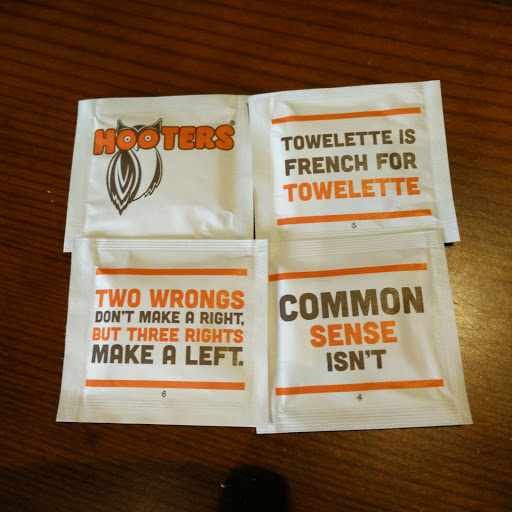 HOOTERS®
TOWELETTE IS
FRENCH FOR
TOWELETTE
5
TWO WRONGS
DON'T MAKE A RIGHT,
BUT THREE RIGHTS
MAKE A LEFT.
6
COMMON
SENSE
ISN'T
4